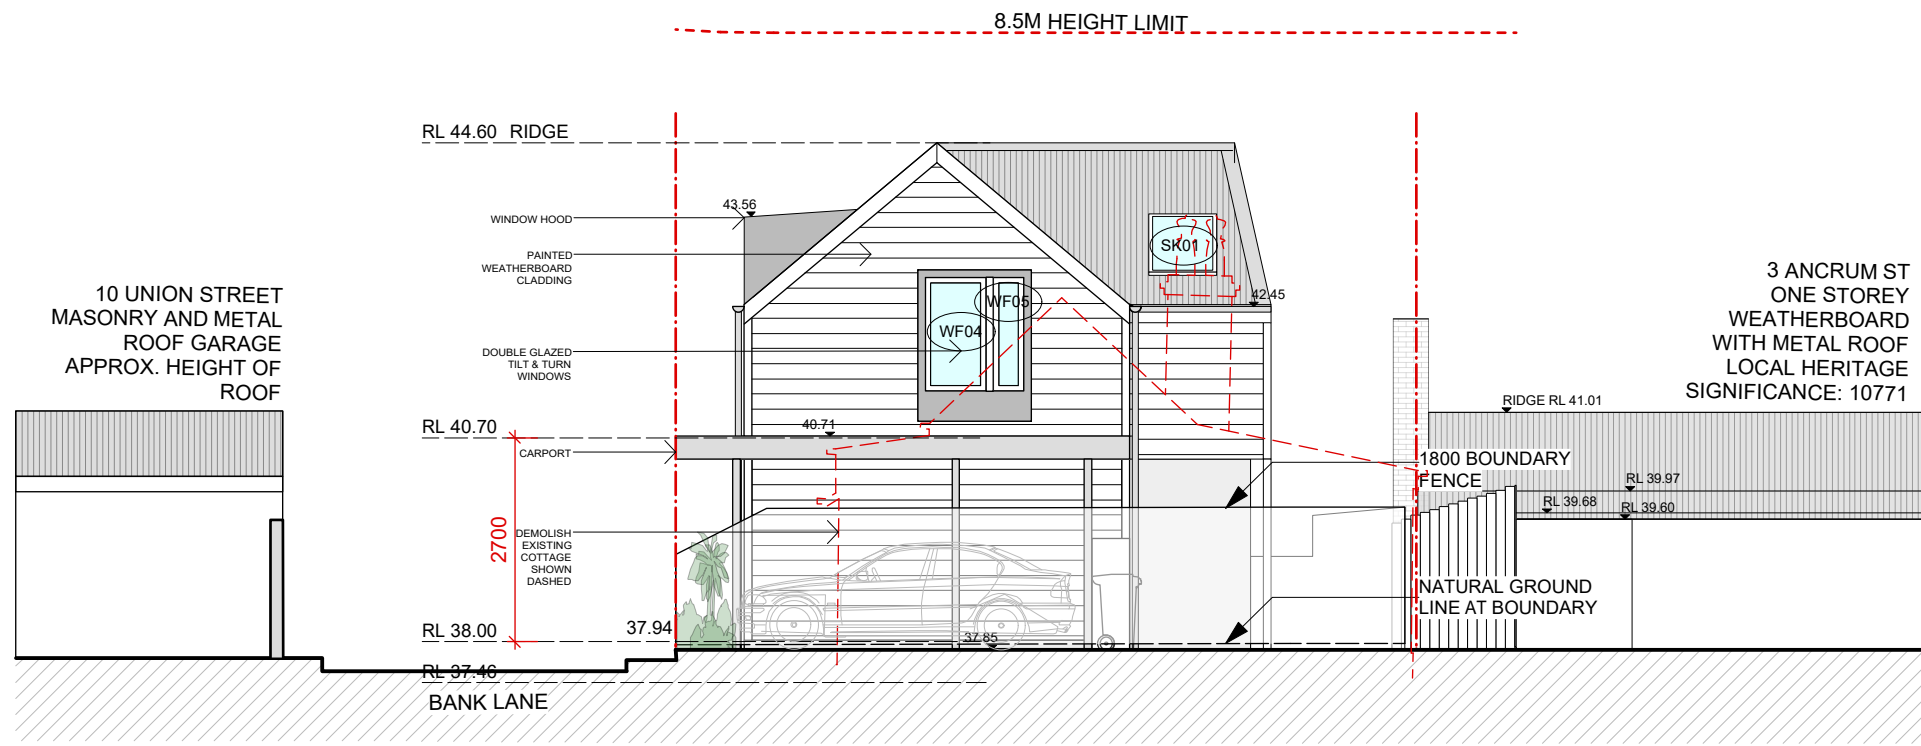 8.5M HEIGHT LIMIT
RL 44.60 RIDGE
43.56
WINDOW HOOD
PAINTED
WEATHERBOARD
CLADDING
SK01
42.45
WF05
WF04
DOUBLE GLAZED
TILT & TURN
WINDOWS
10 UNION STREET
MASONRY AND METAL
ROOF GARAGE
APPROX. HEIGHT OF
ROOF
3 ANCRUM ST
ONE STOREY
WEATHERBOARD
WITH METAL ROOF
LOCAL HERITAGE
SIGNIFICANCE: 10771
RIDGE RL 41.01
RL 40.70
40.71
CARPORT
1800 BOUNDARY
FENCE
RL 39.97
RL 39.68
RL 39.60
2700
DEMOLISH
EXISTING
COTTAGE
SHOWN
DASHED
NATURAL GROUND
LINE AT BOUNDARY
RL 38.00
37.94
37.85
RL 37.46
BANK LANE